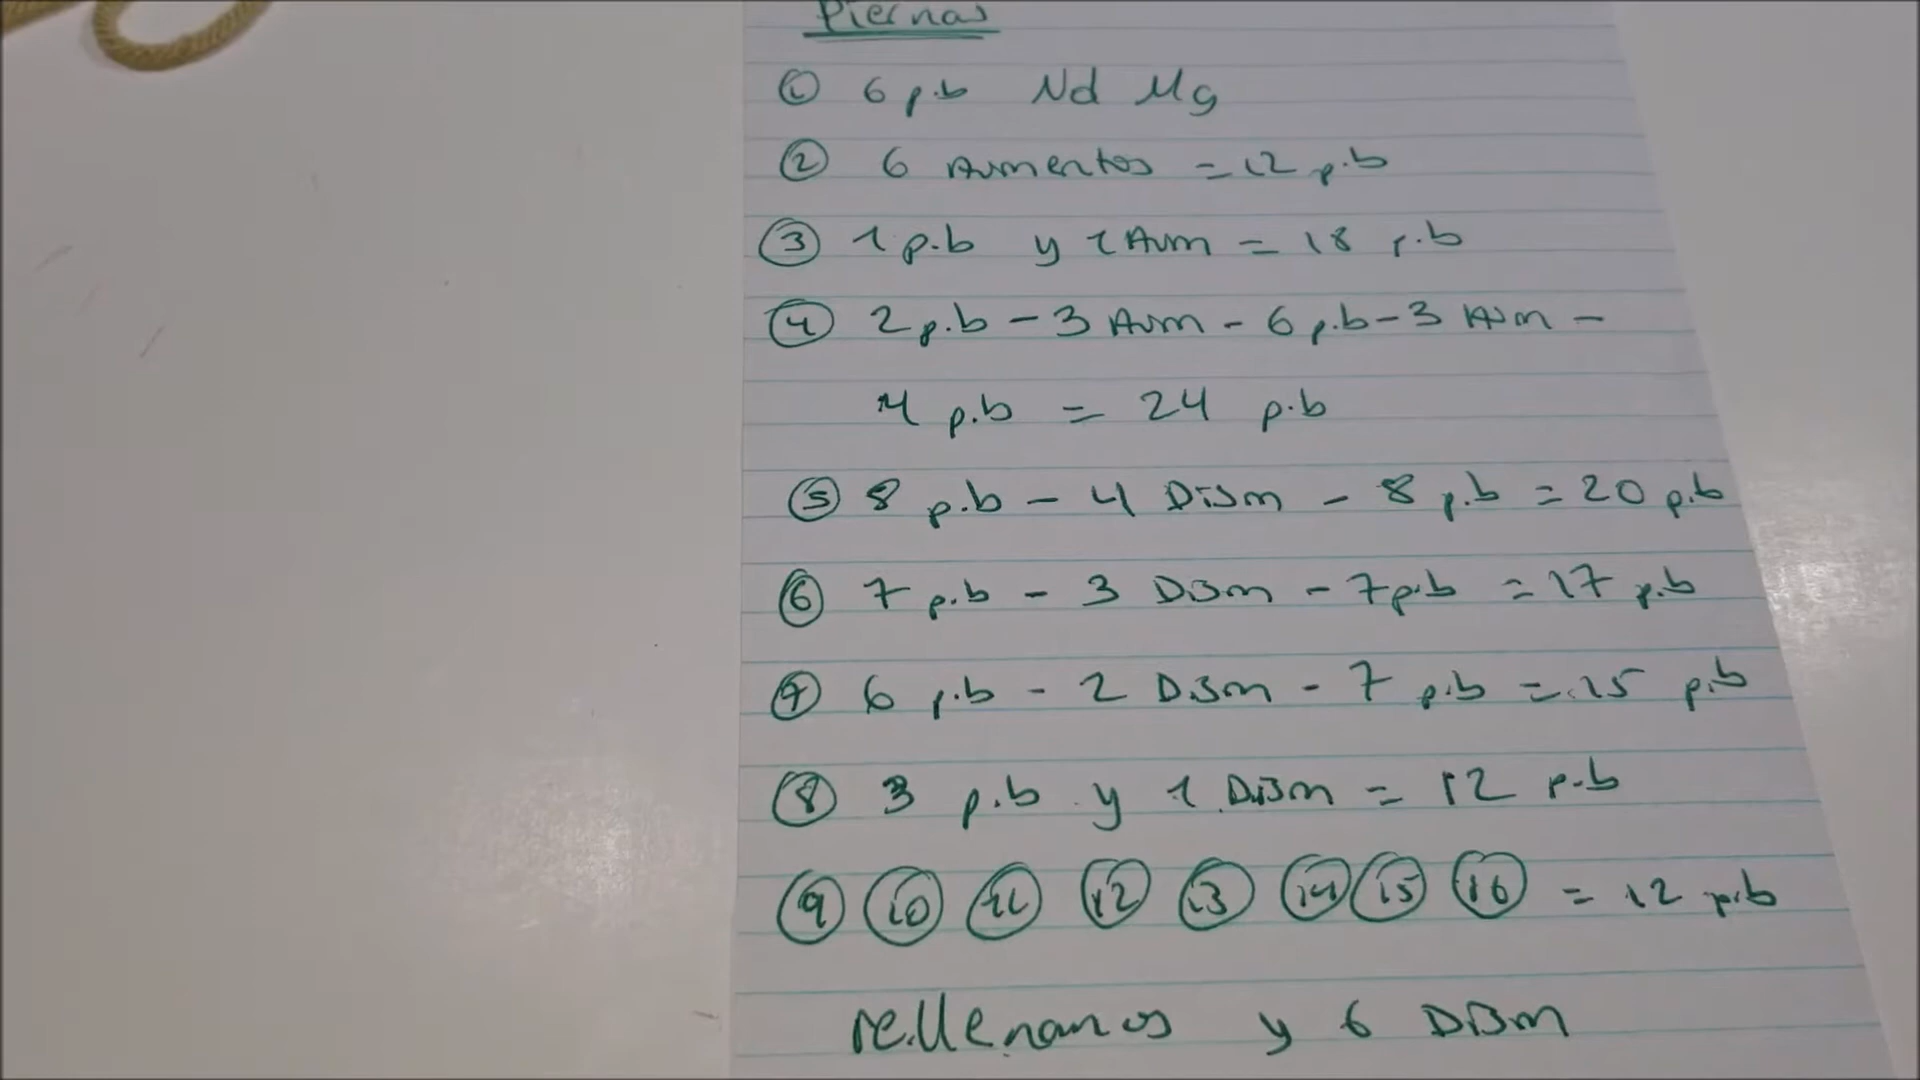 Piernas
① 6 p.b Nd Mg
② 6 Aumentos = 12 p.b
③ 1 p.b y 1 Aum = 18 p.b
④ 2 p.b - 3 Aum - 6 p.b - 3 Aum -
4 p.b = 24 p.b
⑤ 8 p.b - 4 Dism - 8 p.b = 20 p.b
⑥ 7 p.b - 3 Dism - 7 p.b = 17 p.b
⑦ 6 p.b - 2 Dism - 7 p.b = 15 p.b
⑧ 3 p.b y 1 Dism = 12 p.b
⑨ ⑩ ⑪ ⑫ ⑬ ⑭ ⑮ ⑯ = 12 p.b
rellenamos y 6 Dism